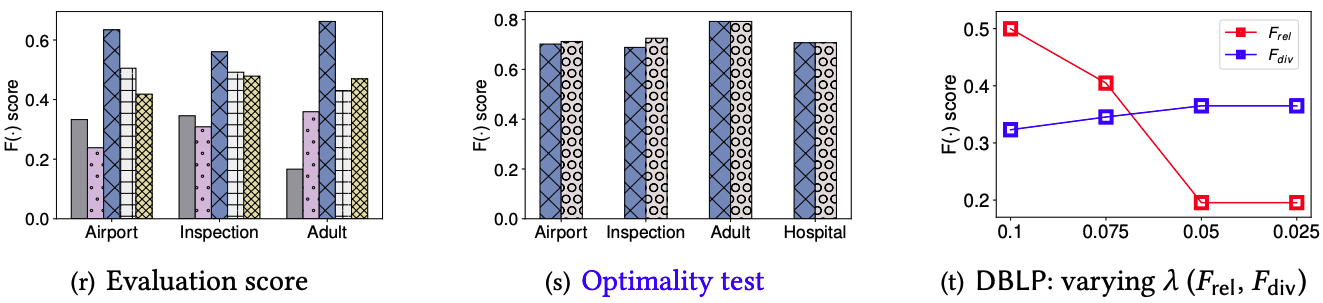 F(·) score
0.6
0.4
0.2
0.0
Airport Inspection Adult
(r) Evaluation score
F(·) score
0.8
0.6
0.4
0.2
0.0
Airport Inspection Adult Hospital
(s) Optimality test
F(·) score
0.5
0.4
0.3
0.2
F_rel
F_div
0.1 0.075 0.05 0.025
(t) DBLP: varying λ (F_rel, F_div)